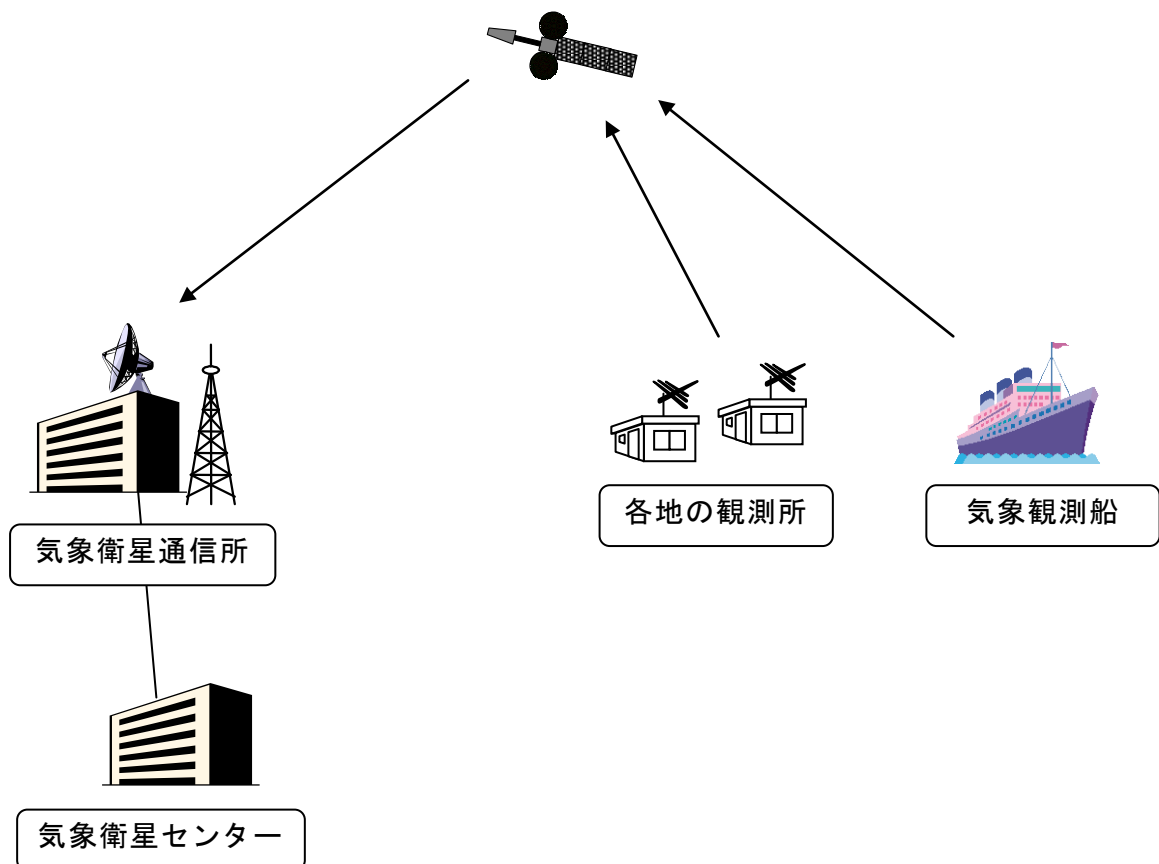 各地の観測所
気象観測船
気象衛星通信所
気象衛星センター